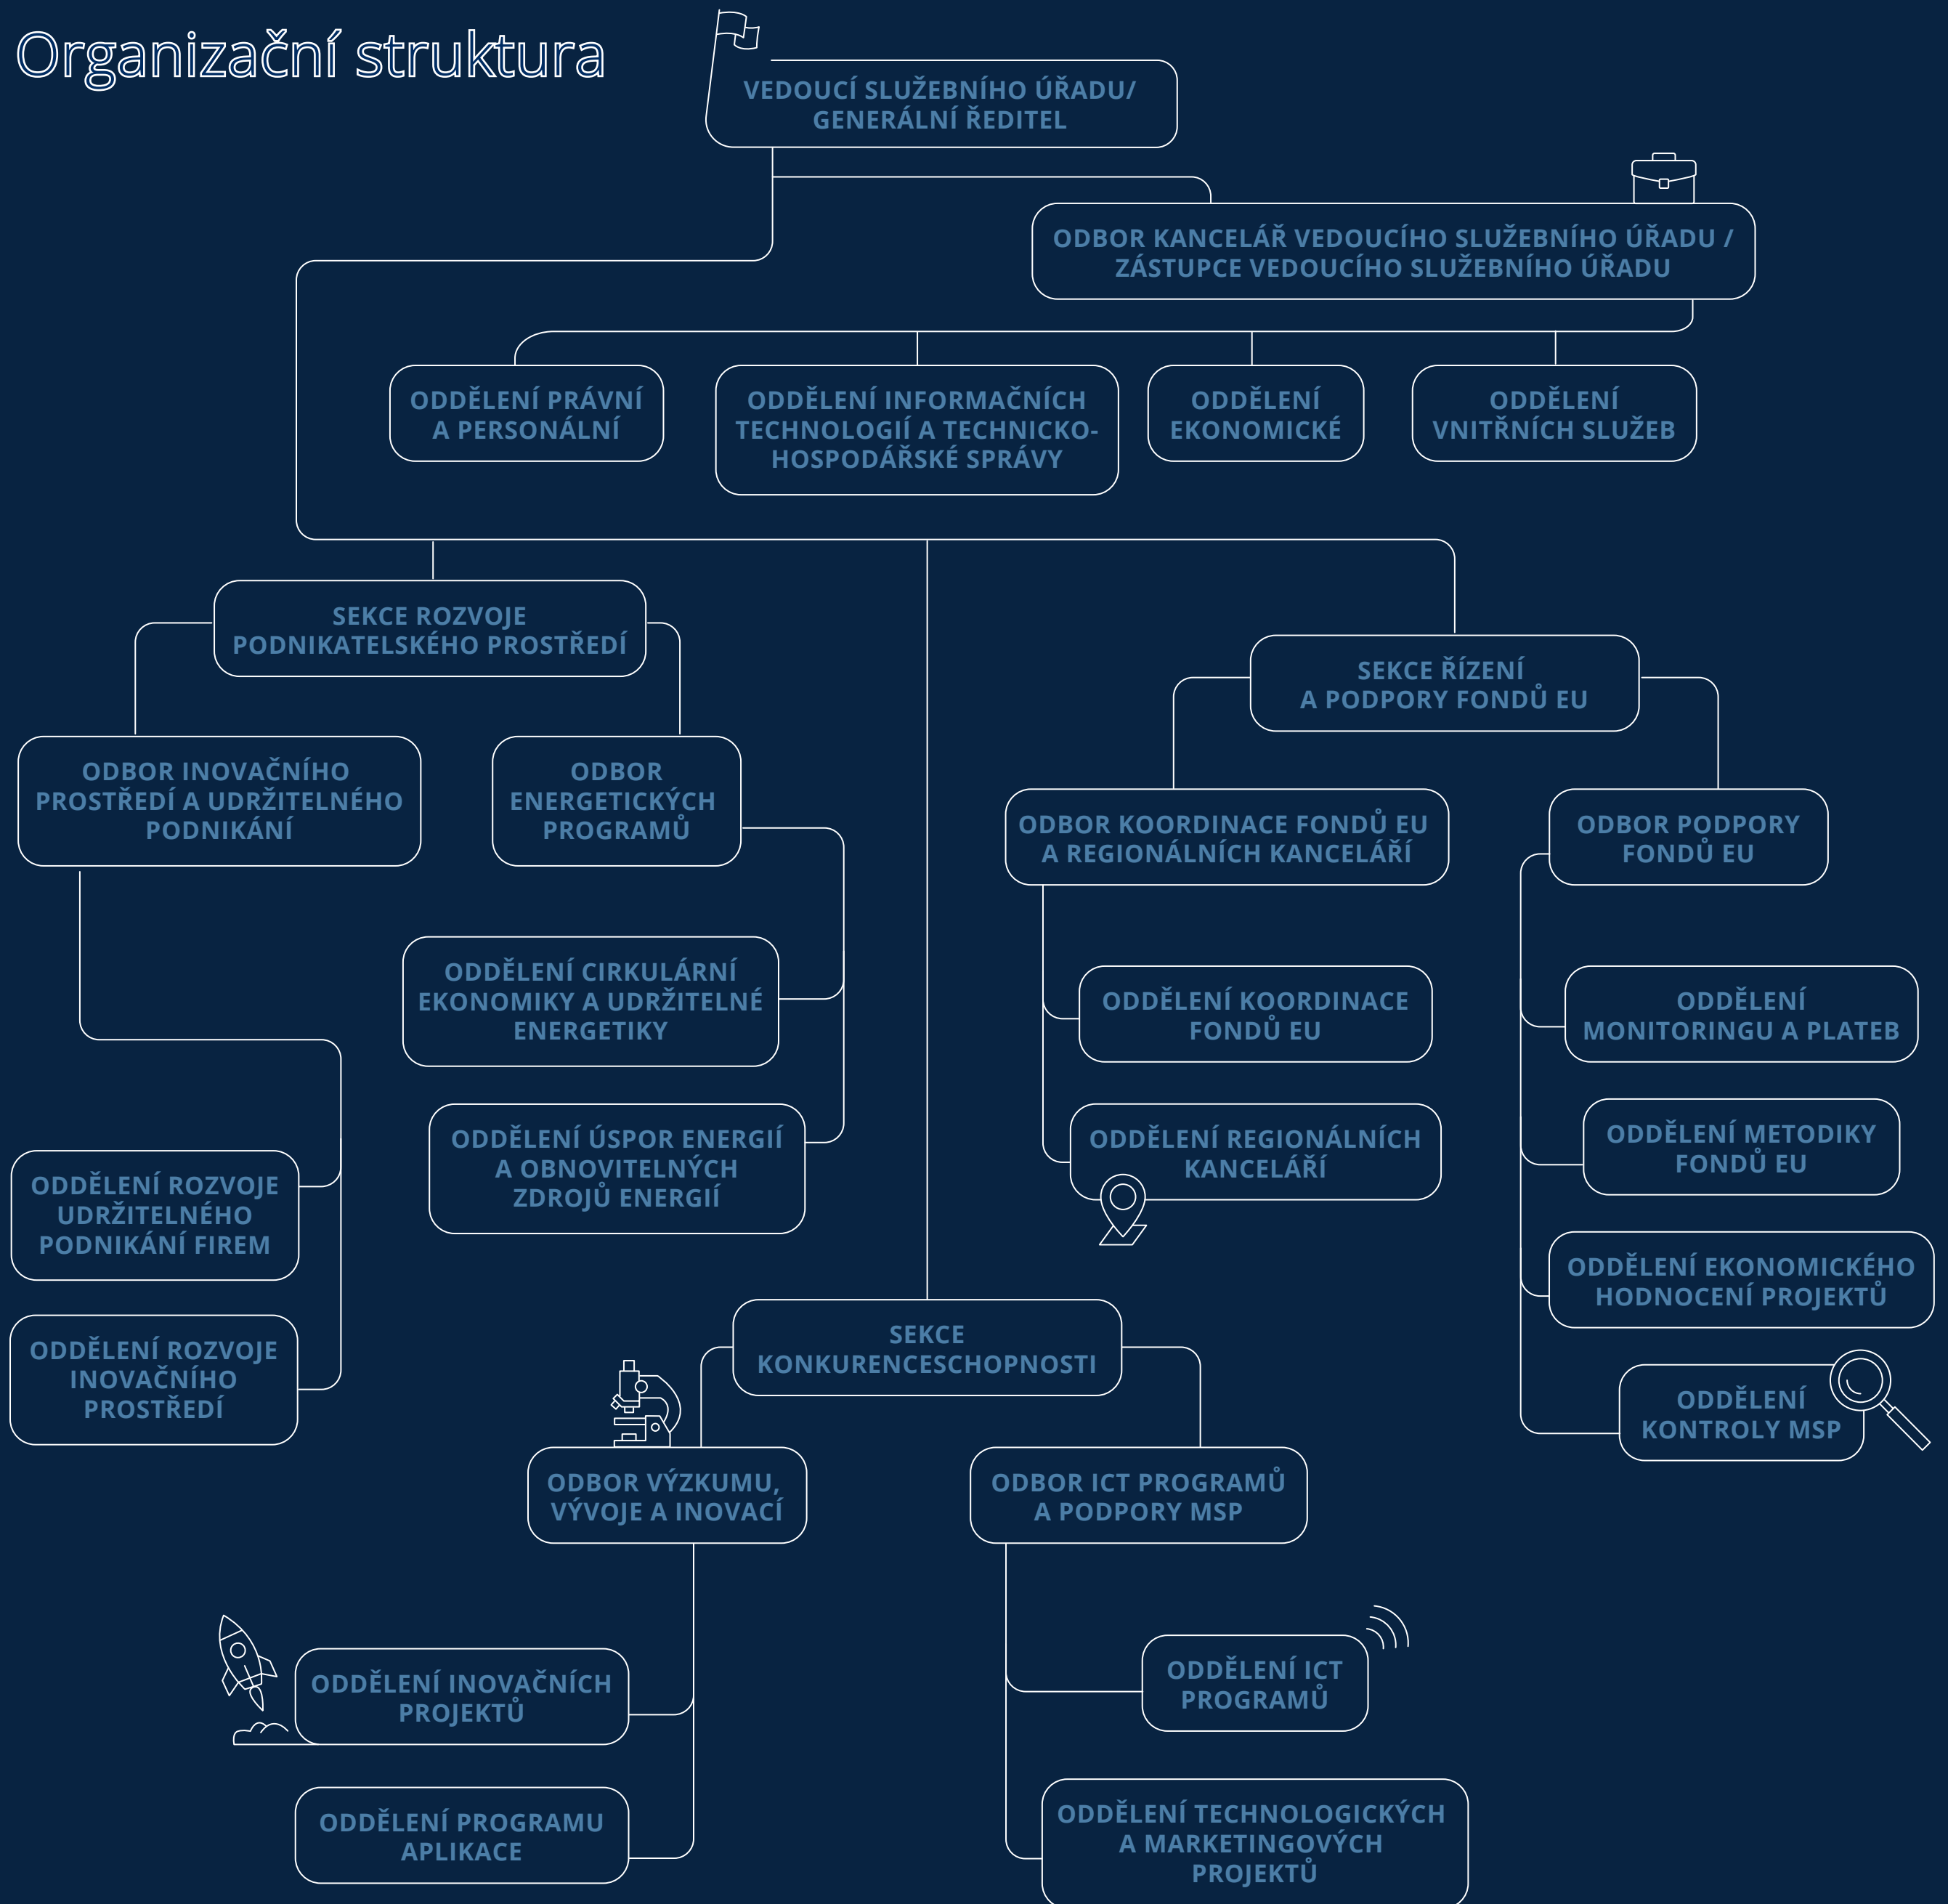 Organizační struktura
VEDOUCÍ SLUŽEBNÍHO ÚŘADU/
GENERÁLNÍ ŘEDITEL
ODBOR KANCELÁŘ VEDOUCÍHO SLUŽEBNÍHO ÚŘADU /
ZÁSTUPCE VEDOUCÍHO SLUŽEBNÍHO ÚŘADU
ODDĚLENÍ PRÁVNÍ
A PERSONÁLNÍ
ODDĚLENÍ INFORMAČNÍCH
TECHNOLOGIÍ A TECHNICKO-
HOSPODÁŘSKÉ SPRÁVY
ODDĚLENÍ
EKONOMICKÉ
ODDĚLENÍ
VNITŘNÍCH SLUŽEB
SEKCE ROZVOJE
PODNIKATELSKÉHO PROSTŘEDÍ
SEKCE ŘÍZENÍ
A PODPORY FONDŮ EU
ODBOR INOVAČNÍHO
PROSTŘEDÍ A UDRŽITELNÉHO
PODNIKÁNÍ
ODBOR
ENERGETICKÝCH
PROGRAMŮ
ODBOR KOORDINACE FONDŮ EU
A REGIONÁLNÍCH KANCELÁŘÍ
ODBOR PODPORY
FONDŮ EU
ODDĚLENÍ CIRKULÁRNÍ
EKONOMIKY A UDRŽITELNÉ
ENERGETIKY
ODDĚLENÍ KOORDINACE
FONDŮ EU
ODDĚLENÍ
MONITORINGU A PLATEB
ODDĚLENÍ ÚSPOR ENERGIÍ
A OBNOVITELNÝCH
ZDROJŮ ENERGIÍ
ODDĚLENÍ REGIONÁLNÍCH
KANCELÁŘÍ
ODDĚLENÍ METODIKY
FONDŮ EU
ODDĚLENÍ ROZVOJE
UDRŽITELNÉHO
PODNIKÁNÍ FIREM
ODDĚLENÍ EKONOMICKÉHO
HODNOCENÍ PROJEKTŮ
ODDĚLENÍ ROZVOJE
INOVAČNÍHO
PROSTŘEDÍ
SEKCE
KONKURENCESCHOPNOSTI
ODDĚLENÍ
KONTROLY MSP
ODBOR VÝZKUMU,
VÝVOJE A INOVACÍ
ODBOR ICT PROGRAMŮ
A PODPORY MSP
ODDĚLENÍ INOVAČNÍCH
PROJEKTŮ
ODDĚLENÍ ICT
PROGRAMŮ
ODDĚLENÍ PROGRAMU
APLIKACE
ODDĚLENÍ TECHNOLOGICKÝCH
A MARKETINGOVÝCH
PROJEKTŮ